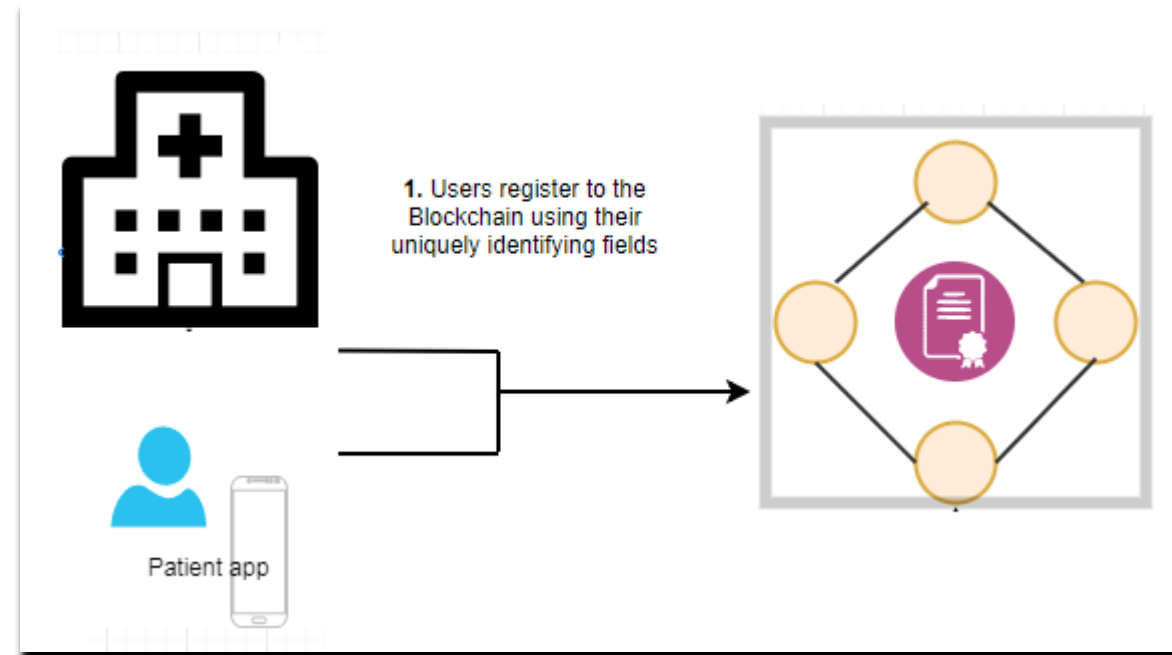 1. Users register to the
Blockchain using their
uniquely identifying fields
Patient app